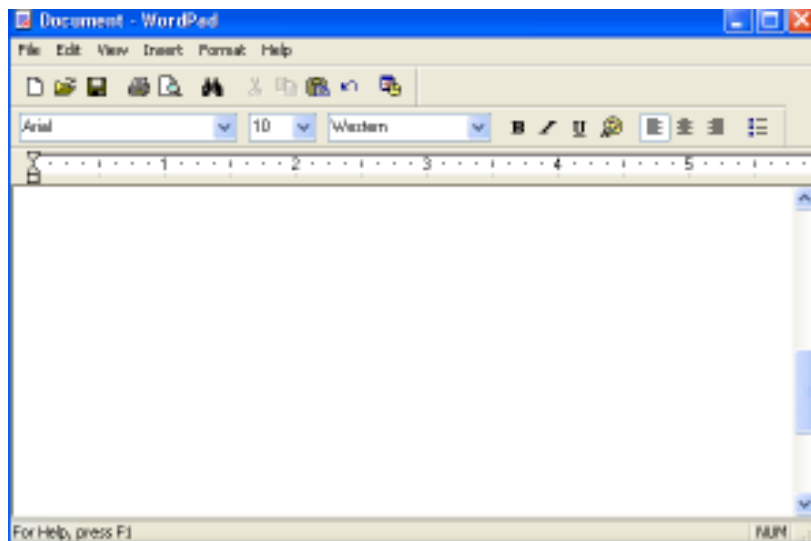 Document - WordPad
File Edit View Insert Format Help
Arial 10 Western B / U
1 2 3 4 5
For Help, press F1 NUM